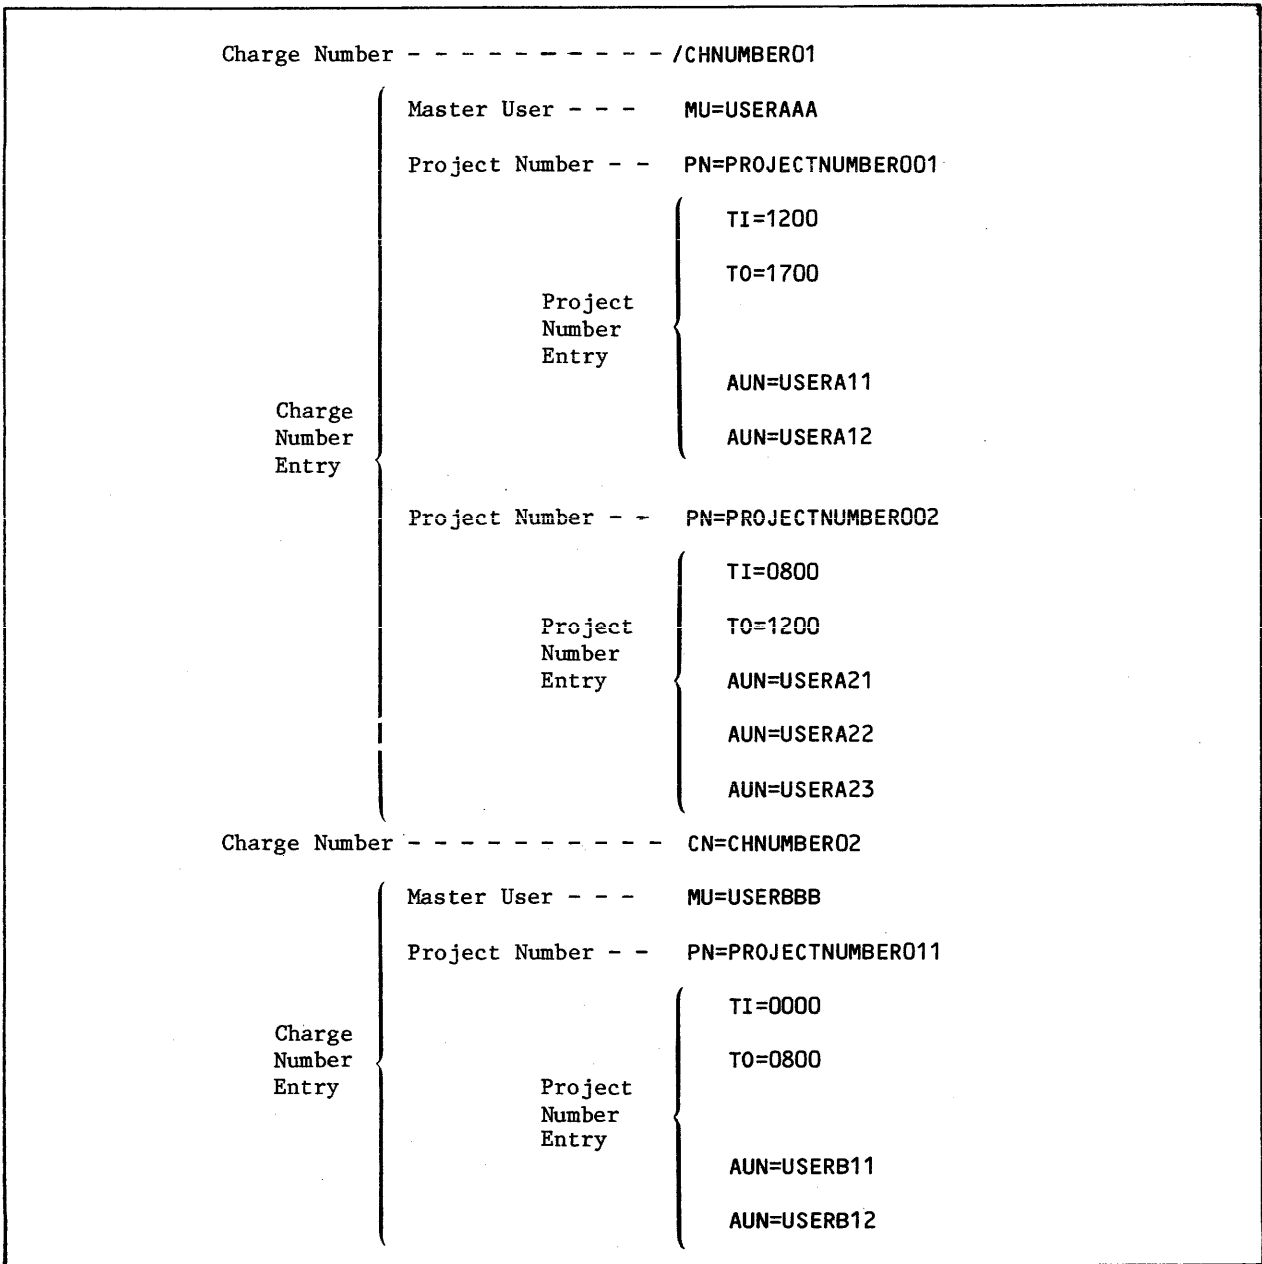 Charge Number - - - - - - - - - - /CHNUMBER01
Master User - - - MU=USERAAA
Project Number - - PN=PROJECTNUMBER001
TI=1200
TO=1700
Project
Number
Entry
AUN=USERA11
AUN=USERA12
Charge
Number
Entry
Project Number - - PN=PROJECTNUMBER002
TI=0800
Project TO=1200
Number
Entry AUN=USERA21
AUN=USERA22
AUN=USERA23
Charge Number - - - - - - - - - - CN=CHNUMBER02
Master User - - - MU=USERBBB
Project Number - - PN=PROJECTNUMBER011
TI=0000
Charge
Number TO=0800
Entry
Project
Number
Entry
AUN=USERB11
AUN=USERB12